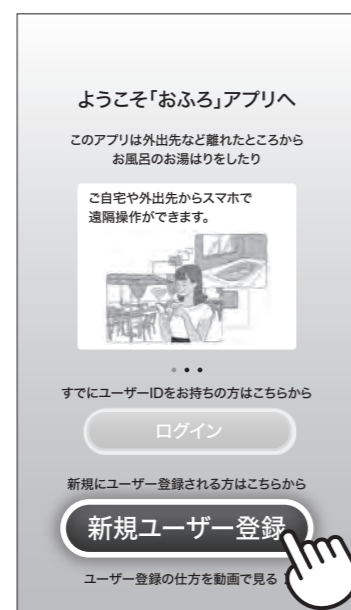 ようこそ「おふろ」アプリへ
このアプリは外出先など離れたところから
お風呂のお湯はりをしたり
ご自宅や外出先からスマホで
遠隔操作ができます。
すでにユーザーIDをお持ちの方はこちらから
ログイン
新規にユーザー登録される方はこちらから
新規ユーザー登録
ユーザー登録の仕方を動画で見る